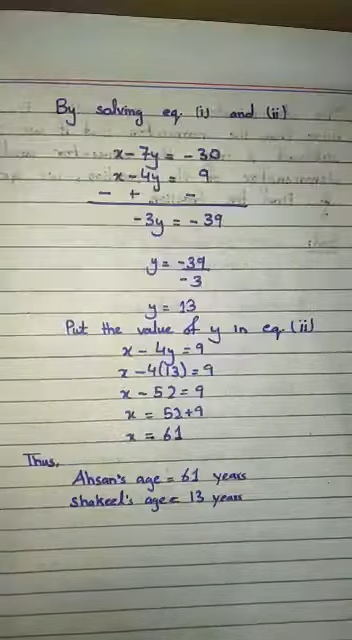 By solving eq. (i) and (ii)
x - 7y = - 30
x - 4y = 9
- + -
-3y = - 39
y = -39
-3
y = 13
Put the value of y in eq. (ii)
x - 4y = 9
x - 4(13) = 9
x - 52 = 9
x = 52+9
x = 61
Thus,
Ahsan's age = 61 years
Shakeel's age = 13 years